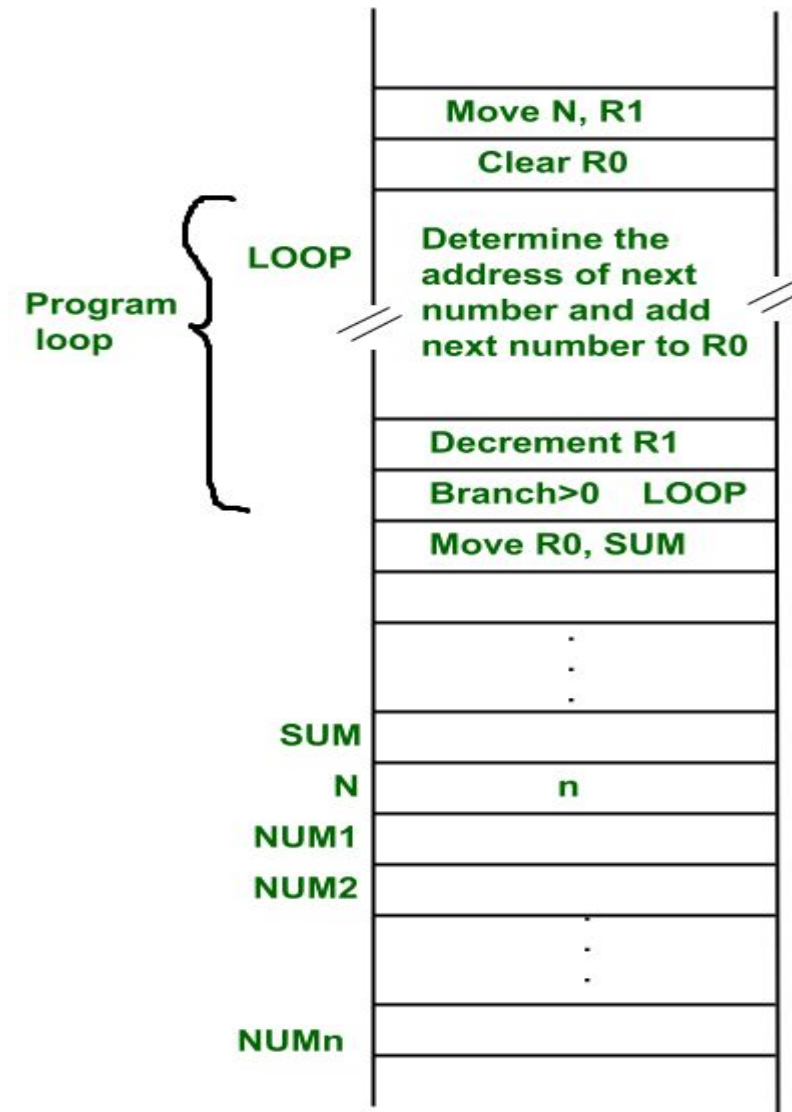 Move N, R1
Clear R0
LOOP
Determine the
address of next
number and add
next number to R0
Program
loop
Decrement R1
Branch>0 LOOP
Move R0, SUM
SUM
N n
NUM1
NUM2
NUMn